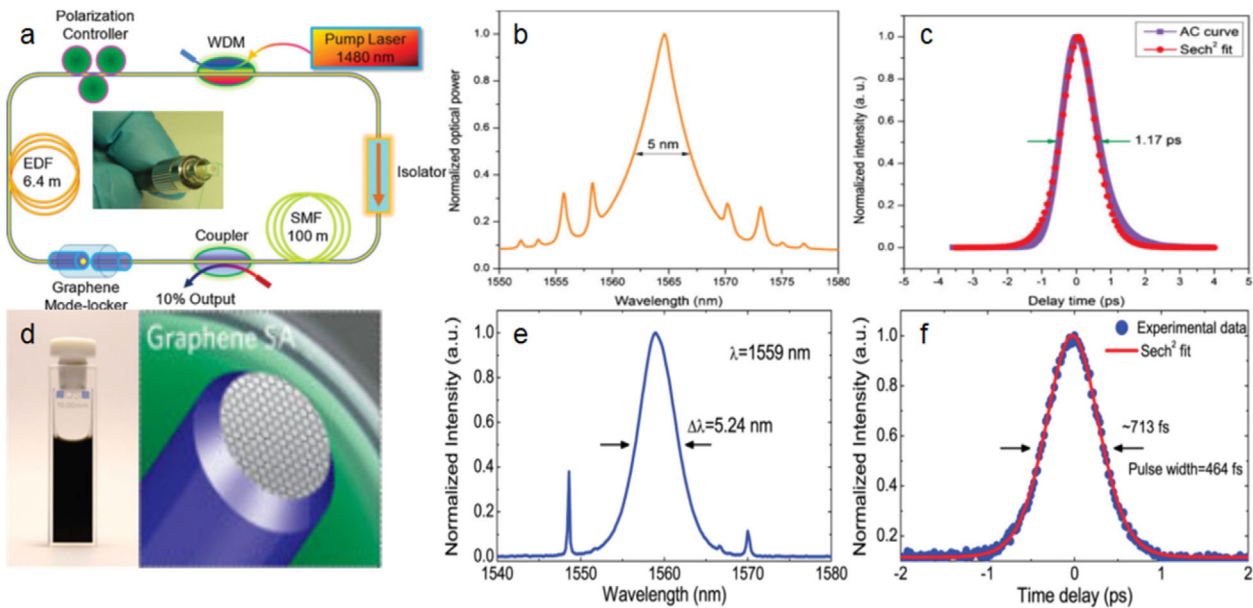 a
Polarization
Controller
WDM
Pump Laser
1480 nm
EDF
6.4 m
Isolator
SMF
100 m
Coupler
Graphene
Mode-locker
10% Output
b
Normalized optical power
1.0
0.8
0.6
0.4
0.2
0.0
5 nm
1550 1555 1560 1565 1570 1575 1580
Wavelength (nm)
c
Normalized intensity (a. u.)
1.0
0.8
0.6
0.4
0.2
0.0
AC curve
Sech² fit
1.17 ps
-5 -4 -3 -2 -1 0 1 2 3 4 5
Delay time (ps)
d
Graphene SA
e
Normalized Intensity (a.u.)
1.0
0.8
0.6
0.4
0.2
0.0
λ=1559 nm
Δλ=5.24 nm
1540 1550 1560 1570 1580
Wavelength (nm)
f
Normalized Intensity (a.u.)
1.0
0.8
0.6
0.4
0.2
Experimental data
Sech² fit
~713 fs
Pulse width=464 fs
-2 -1 0 1 2
Time delay (ps)